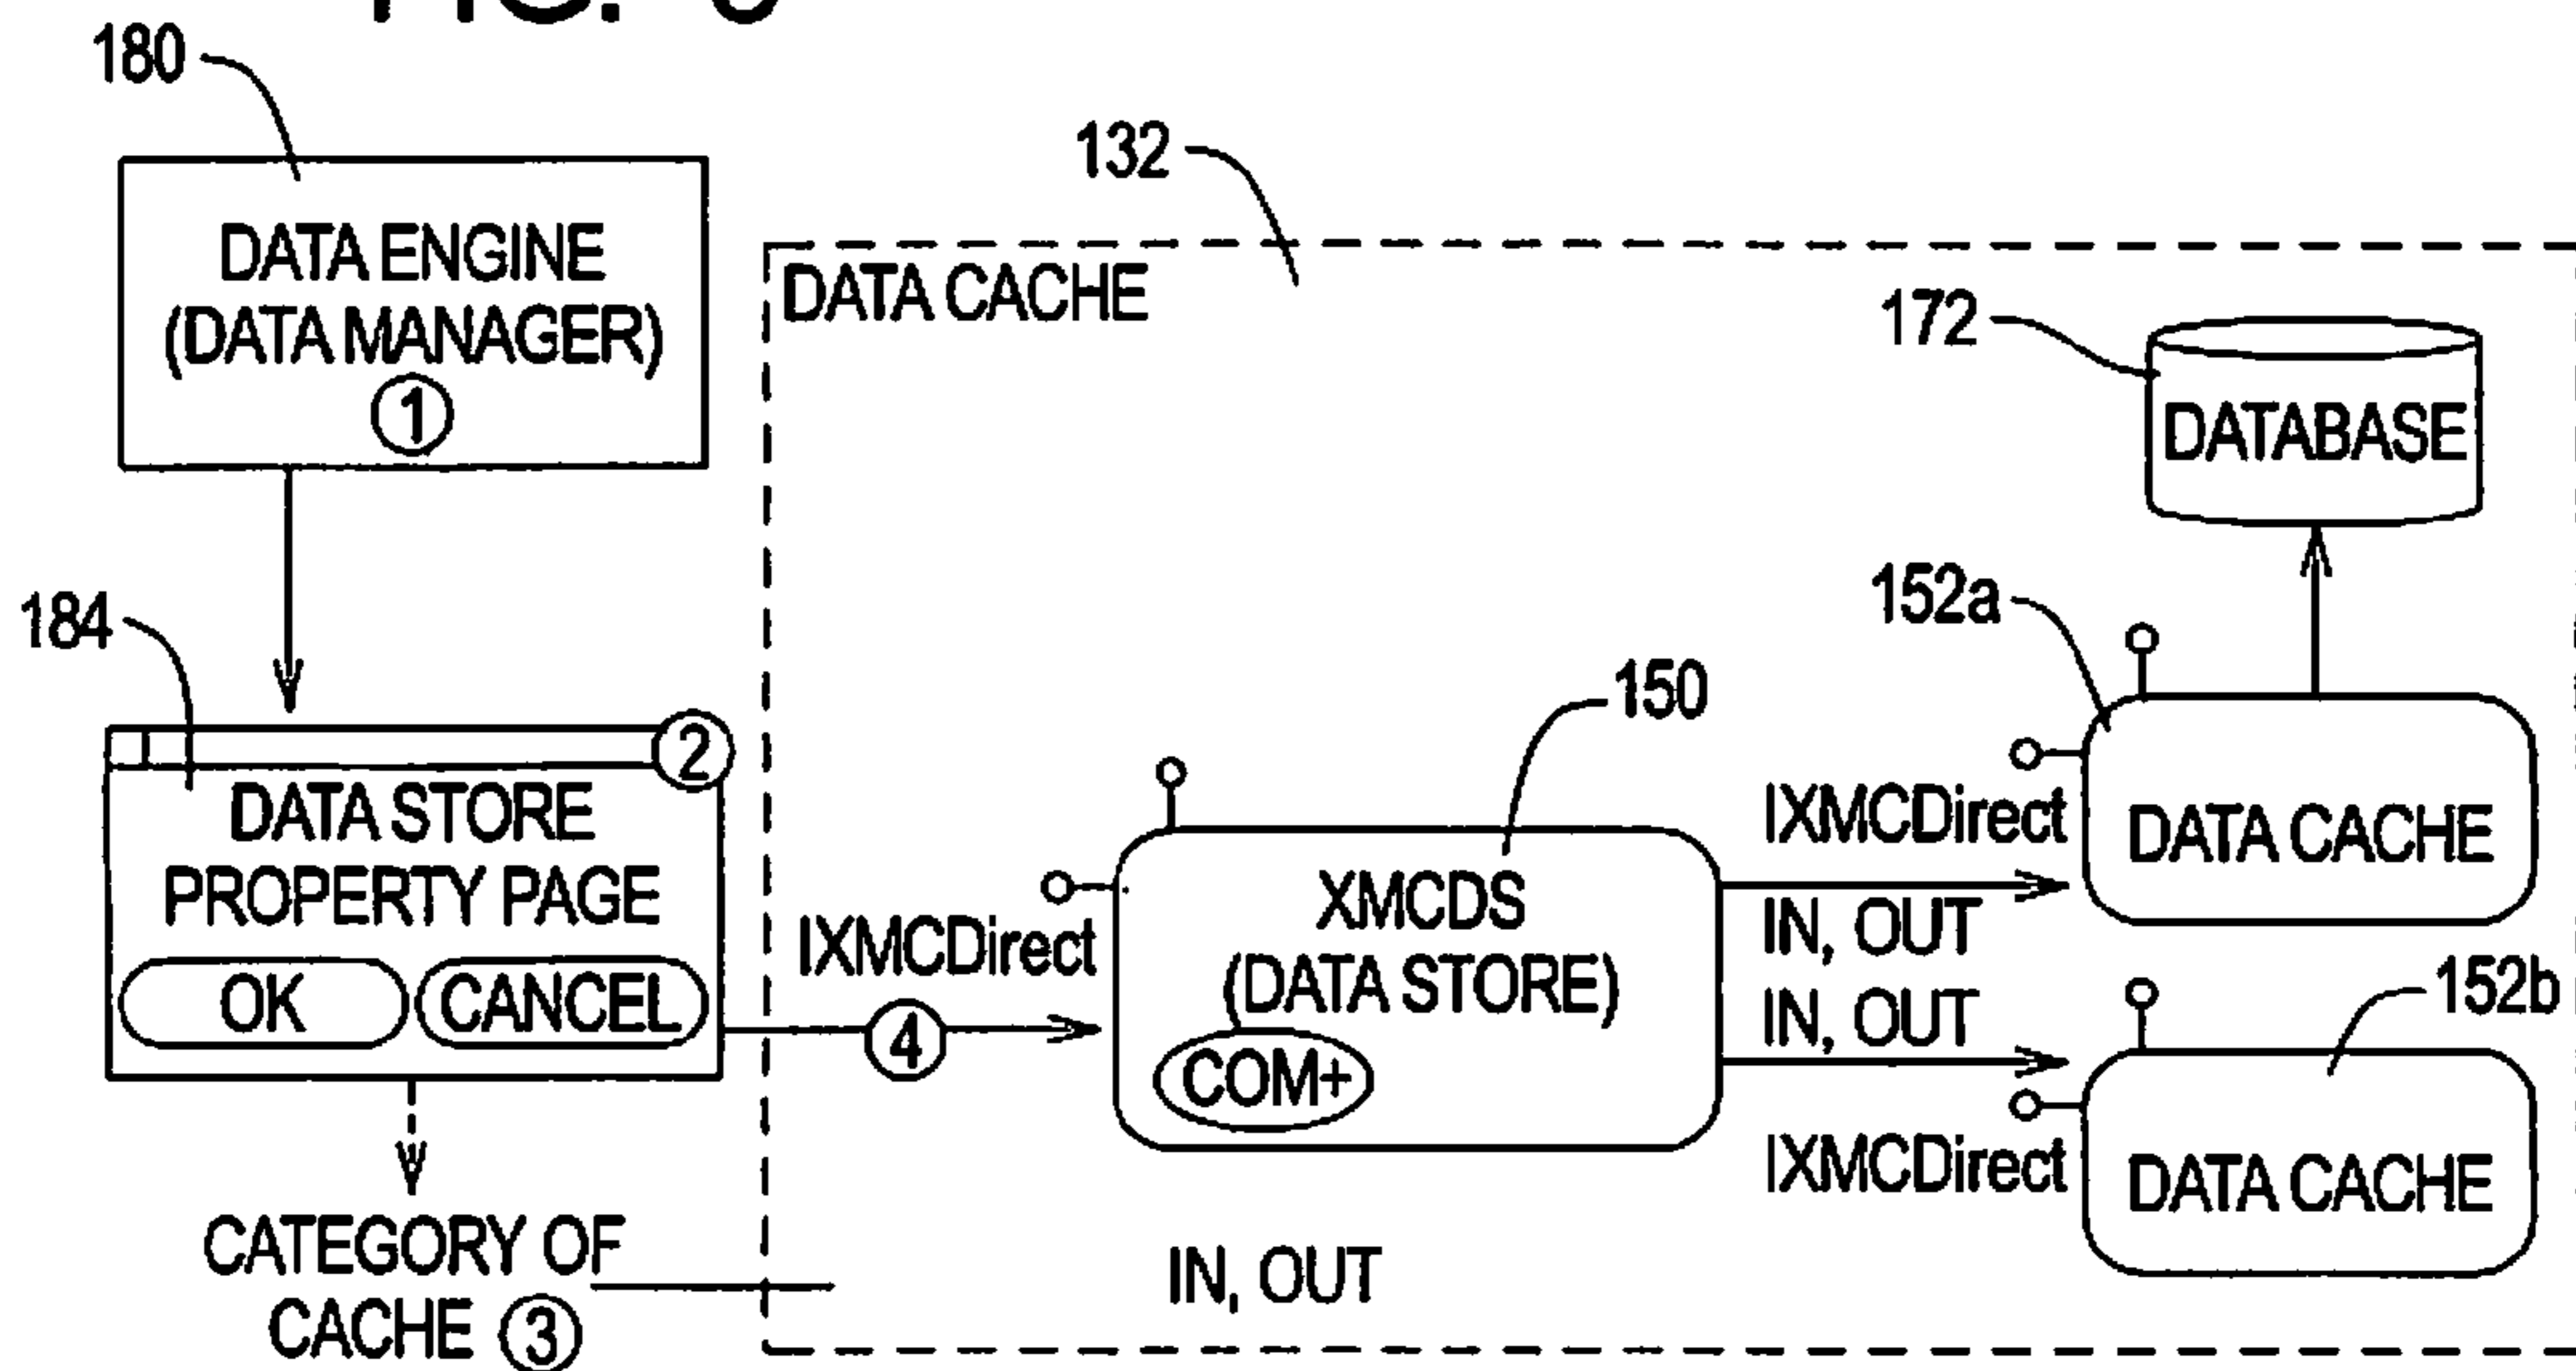 180
132
DATA ENGINE
(DATA MANAGER)
1
DATA CACHE
172
DATABASE
184
152a
150
2
DATA STORE
PROPERTY PAGE
OK
CANCEL
IXMCDirect
4
XMCDS
(DATA STORE)
COM+
IXMCDirect
DATA CACHE
IN, OUT
IN, OUT
152b
IXMCDirect
DATA CACHE
CATEGORY OF
CACHE 3
IN, OUT